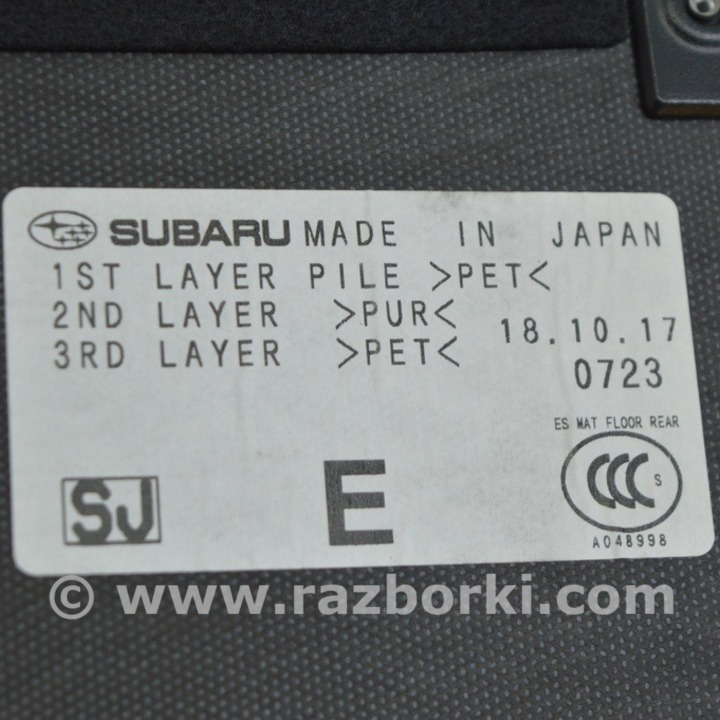 SUBARU MADE IN JAPAN
1ST LAYER PILE >PET<
2ND LAYER >PUR<
18.10.17
3RD LAYER >PET<
0723
ES MAT FLOOR REAR
SJ
E
CCC S
A048998
© www.razborki.com